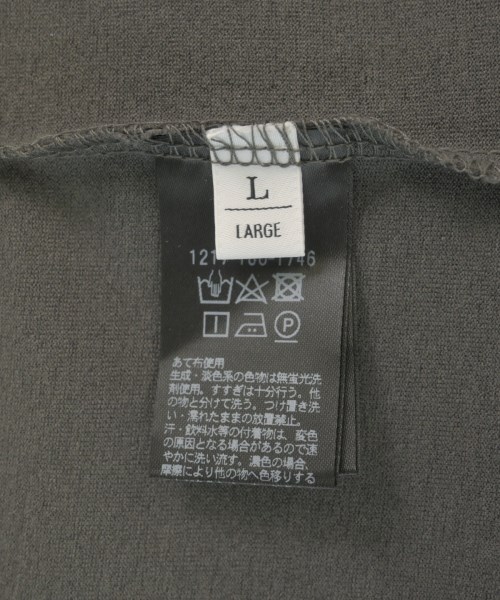 L
LARGE
あて布使用
生成・淡色系の色物は無蛍光洗
剤使用。すすぎは十分行う。他
の物と分けて洗う。つけ置き洗
い・濡れたままの放置禁止。
汗・飲料水等の付着物は、変色
の原因となる場合があるので速
やかに洗い流す。濃色の場合、
摩擦により他の物へ色移りする